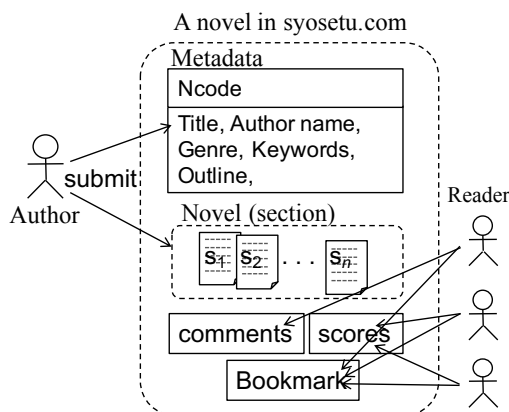 A novel in syosetu.com
Metadata
Ncode
Title, Author name,
Genre, Keywords,
Outline,
submit
Author
Novel (section)
s1 s2 . . . sn
Reader
comments
scores
Bookmark